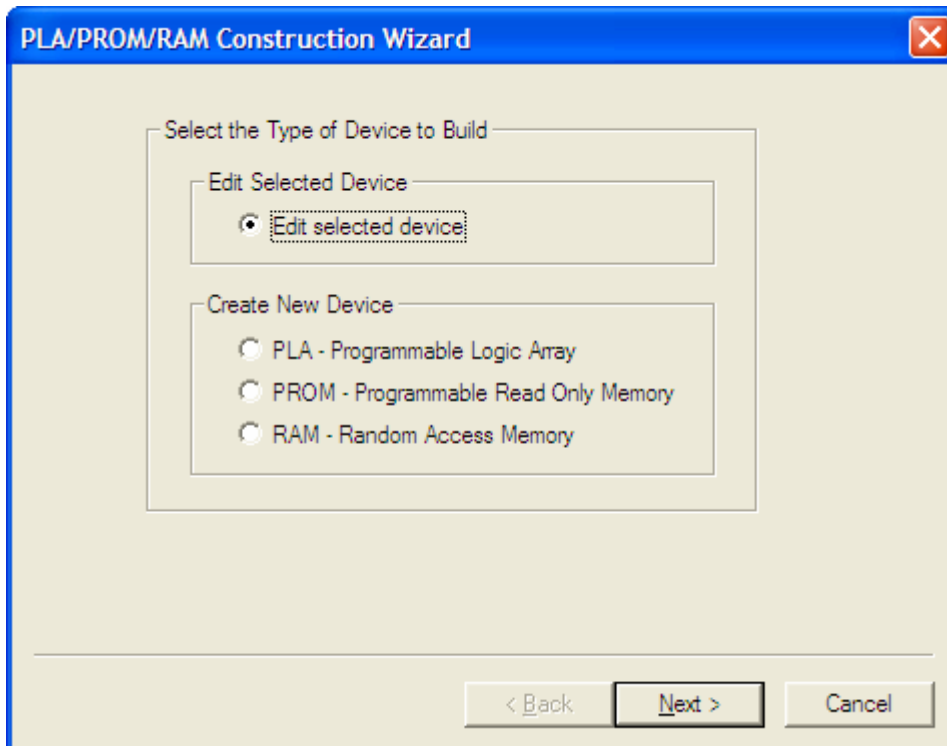 PLA/PROM/RAM Construction Wizard
Select the Type of Device to Build
Edit Selected Device
Edit selected device
Create New Device
PLA - Programmable Logic Array
PROM - Programmable Read Only Memory
RAM - Random Access Memory
< Back
Next >
Cancel